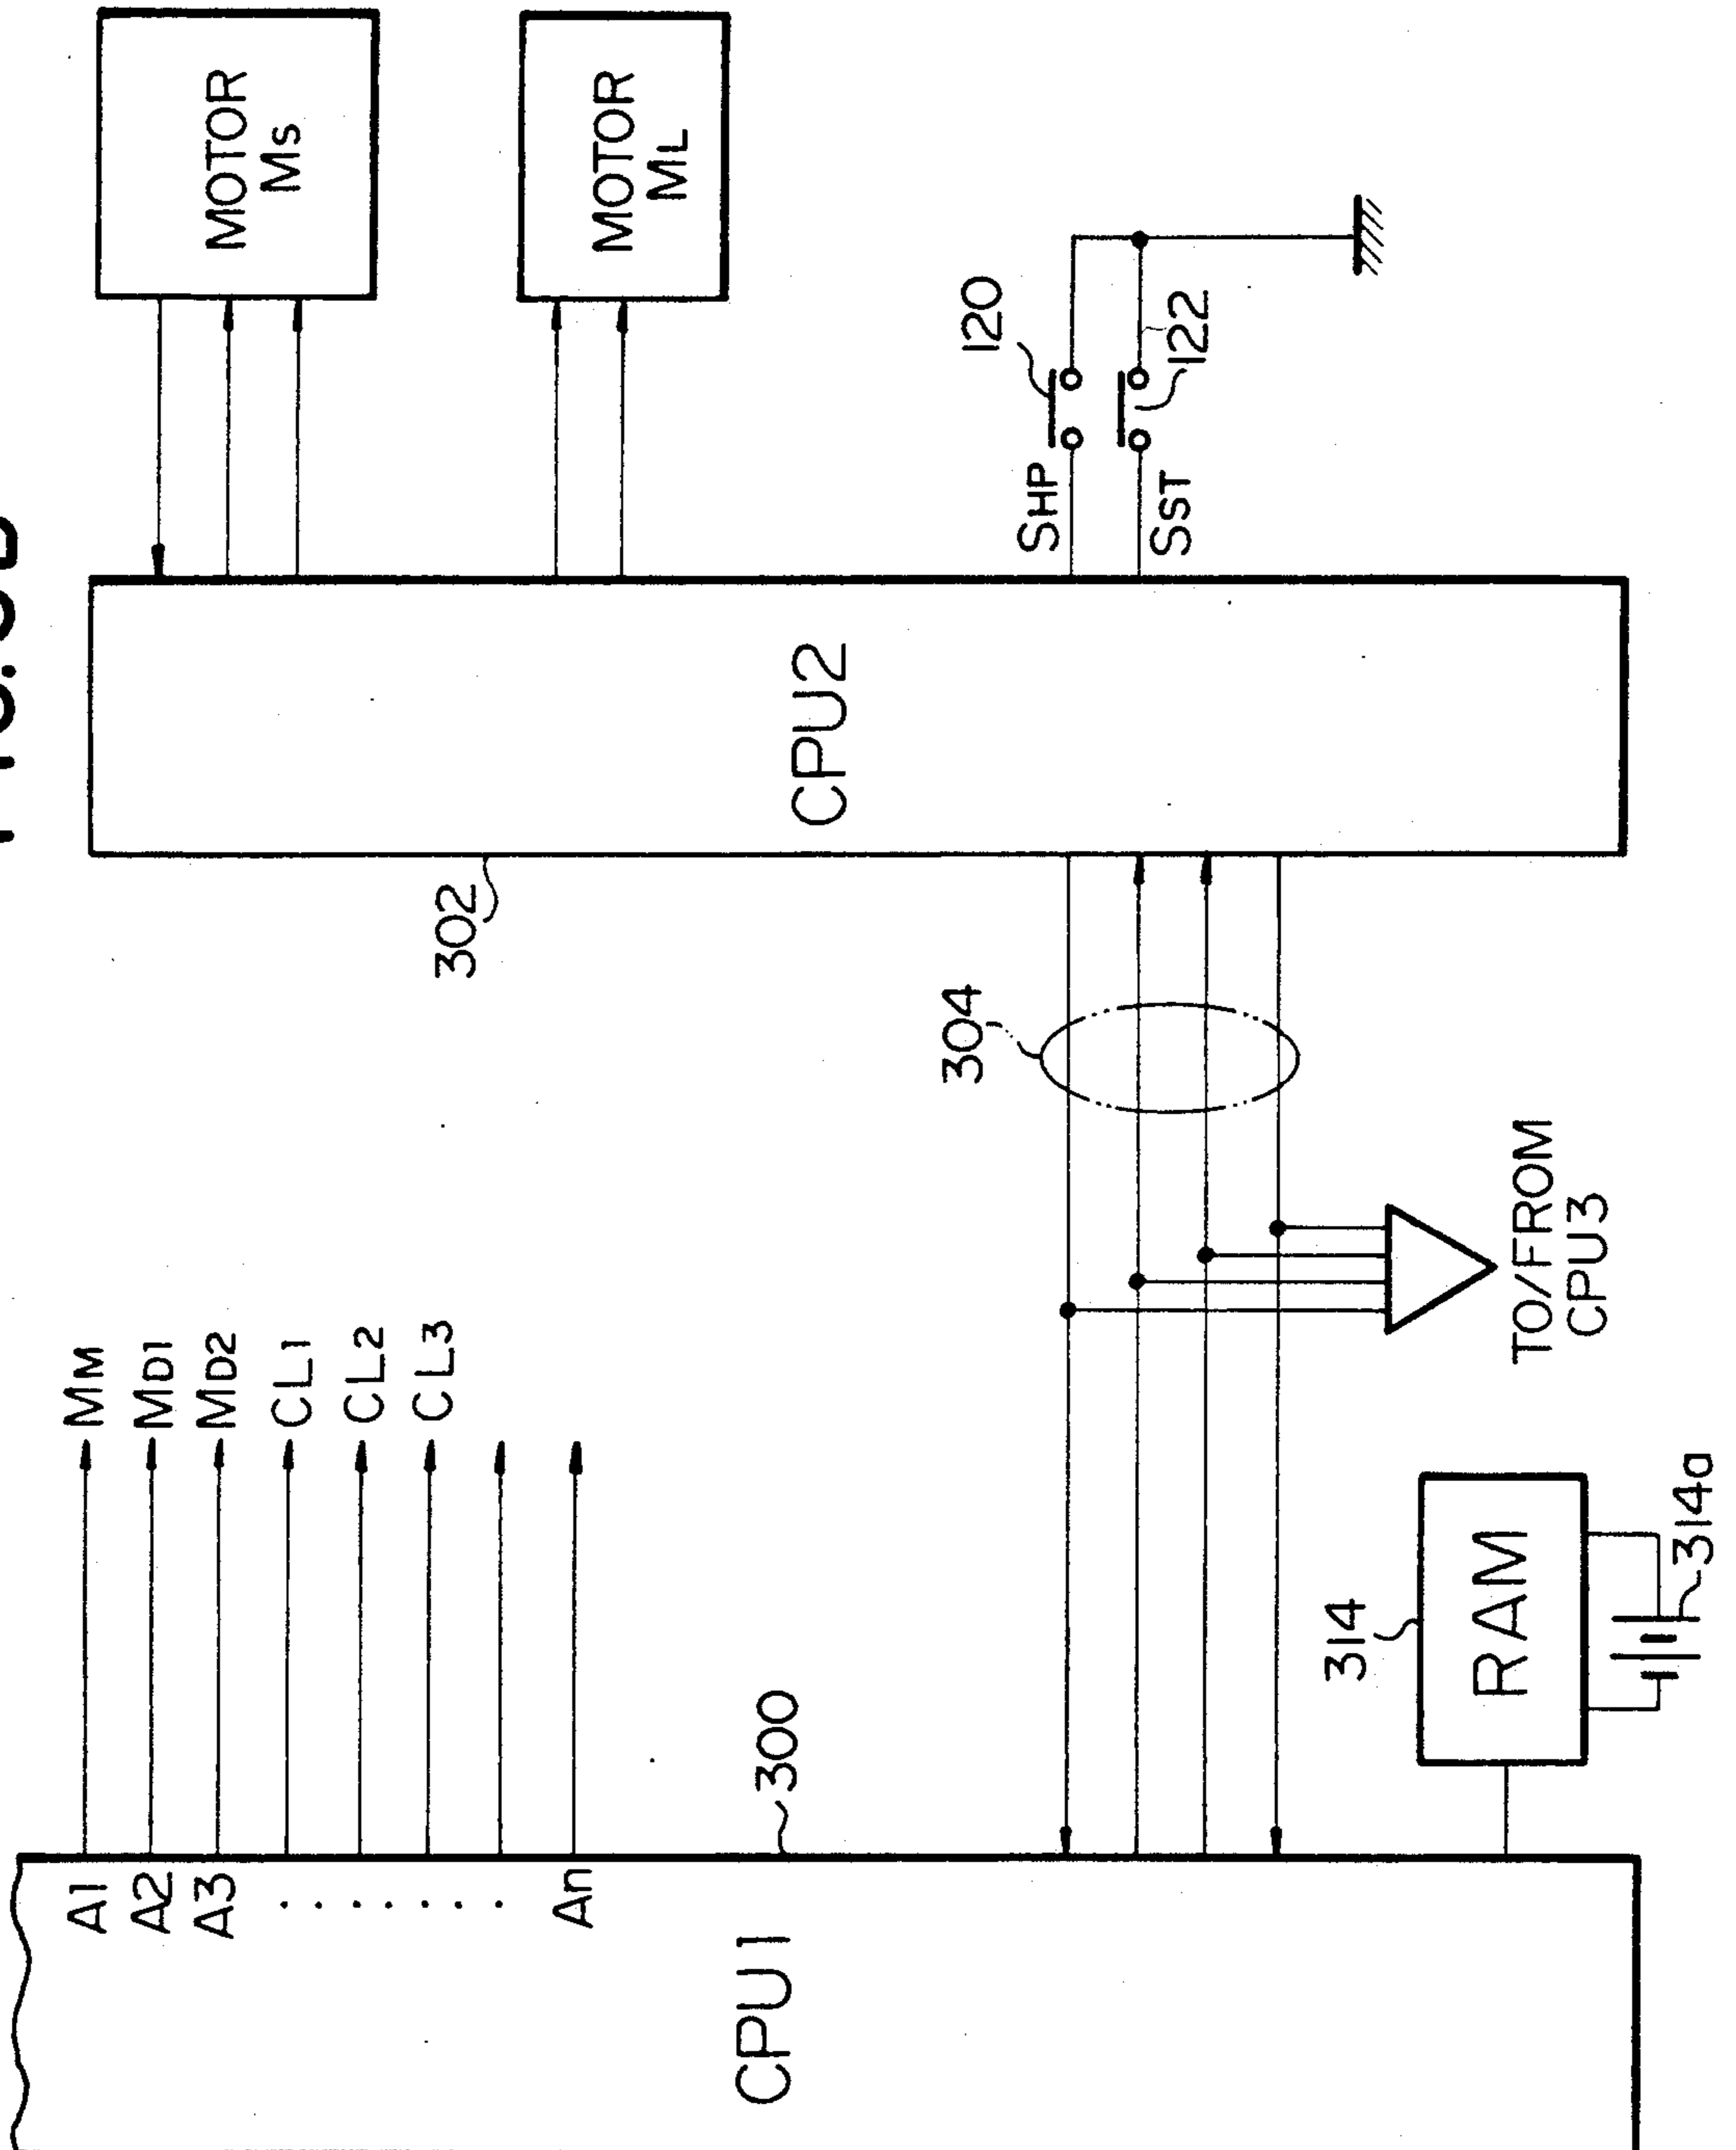 A1
MM
A2
MD1
A3
MD2
CL1
CL2
CL3
An
MOTOR
MS
302
MOTOR
ML
CPU1
300
CPU2
304
SHP
120
SST
122
314
RAM
314a
TO/FROM
CPU3